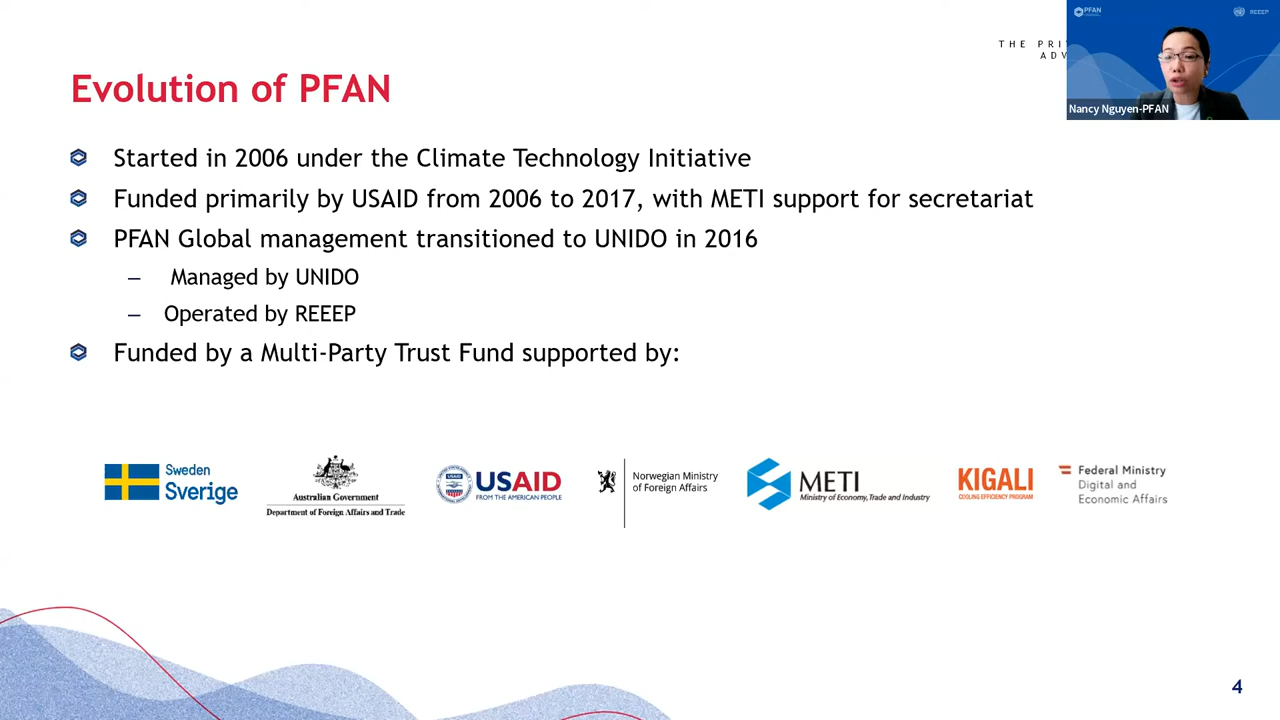 PFAN
REEEP
THE PRI
ADV
Nancy Nguyen-PFAN
Evolution of PFAN
Started in 2006 under the Climate Technology Initiative
Funded primarily by USAID from 2006 to 2017, with METI support for secretariat
PFAN Global management transitioned to UNIDO in 2016
– Managed by UNIDO
– Operated by REEEP
Funded by a Multi-Party Trust Fund supported by:
Sweden
Sverige
Australian Government
Department of Foreign Affairs and Trade
USAID
USAID
FROM THE AMERICAN PEOPLE
Norwegian Ministry
of Foreign Affairs
METI
Ministry of Economy, Trade and Industry
KIGALI
COOLING EFFICIENCY PROGRAM
Federal Ministry
Digital and
Economic Affairs
4